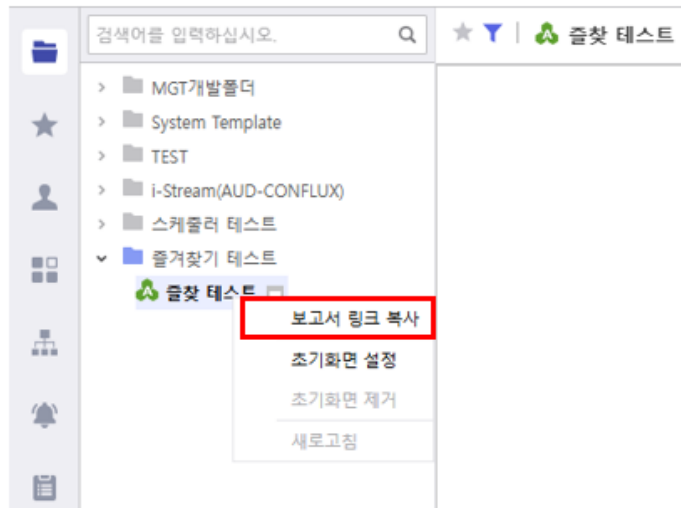 검색어를 입력하십시오.
즐찾 테스트
MGT개발폴더
System Template
TEST
i-Stream(AUD-CONFLUX)
스케줄러 테스트
즐겨찾기 테스트
즐찾 테스트
보고서 링크 복사
초기화면 설정
초기화면 제거
새로고침